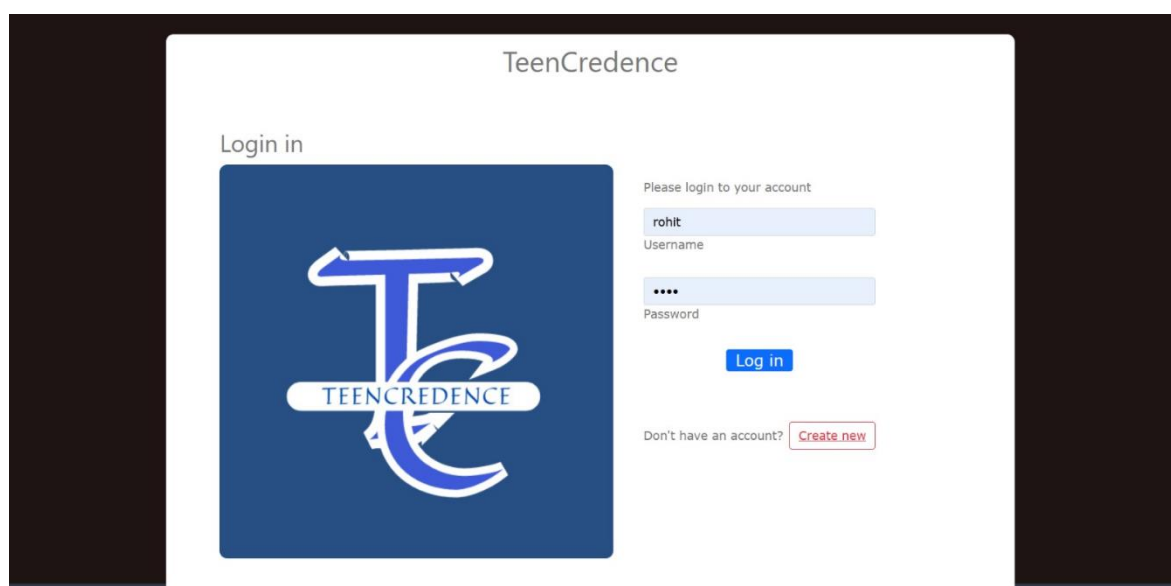 TeenCredence
Login in
TEENCREDENCE
Please login to your account
rohit
Username
••••
Password
Log in
Don't have an account? Create new